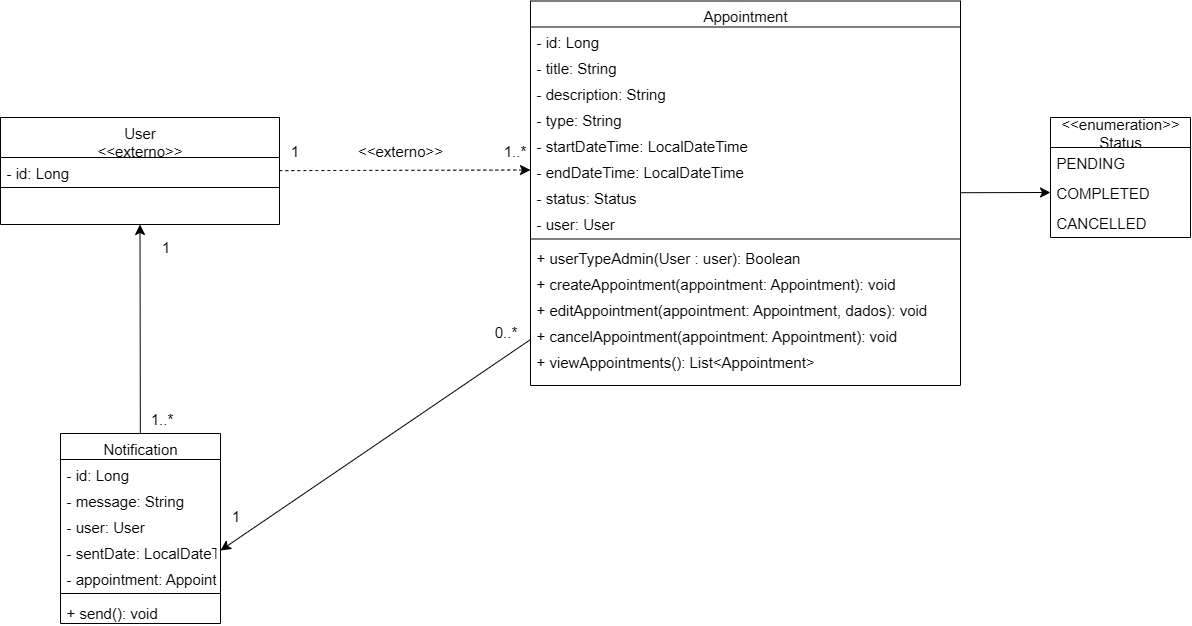 Appointment
- id: Long
- title: String
- description: String
- type: String
- startDateTime: LocalDateTime
- endDateTime: LocalDateTime
- status: Status
- user: User
+ userTypeAdmin(User : user): Boolean
+ createAppointment(appointment: Appointment): void
+ editAppointment(appointment: Appointment, dados): void
+ cancelAppointment(appointment: Appointment): void
+ viewAppointments(): List<Appointment>
User
<<externo>>
- id: Long
1
<<externo>>
1..*
<<enumeration>>
Status
PENDING
COMPLETED
CANCELLED
1
0..*
1..*
1
Notification
- id: Long
- message: String
- user: User
- sentDate: LocalDateT
- appointment: Appoint
+ send(): void